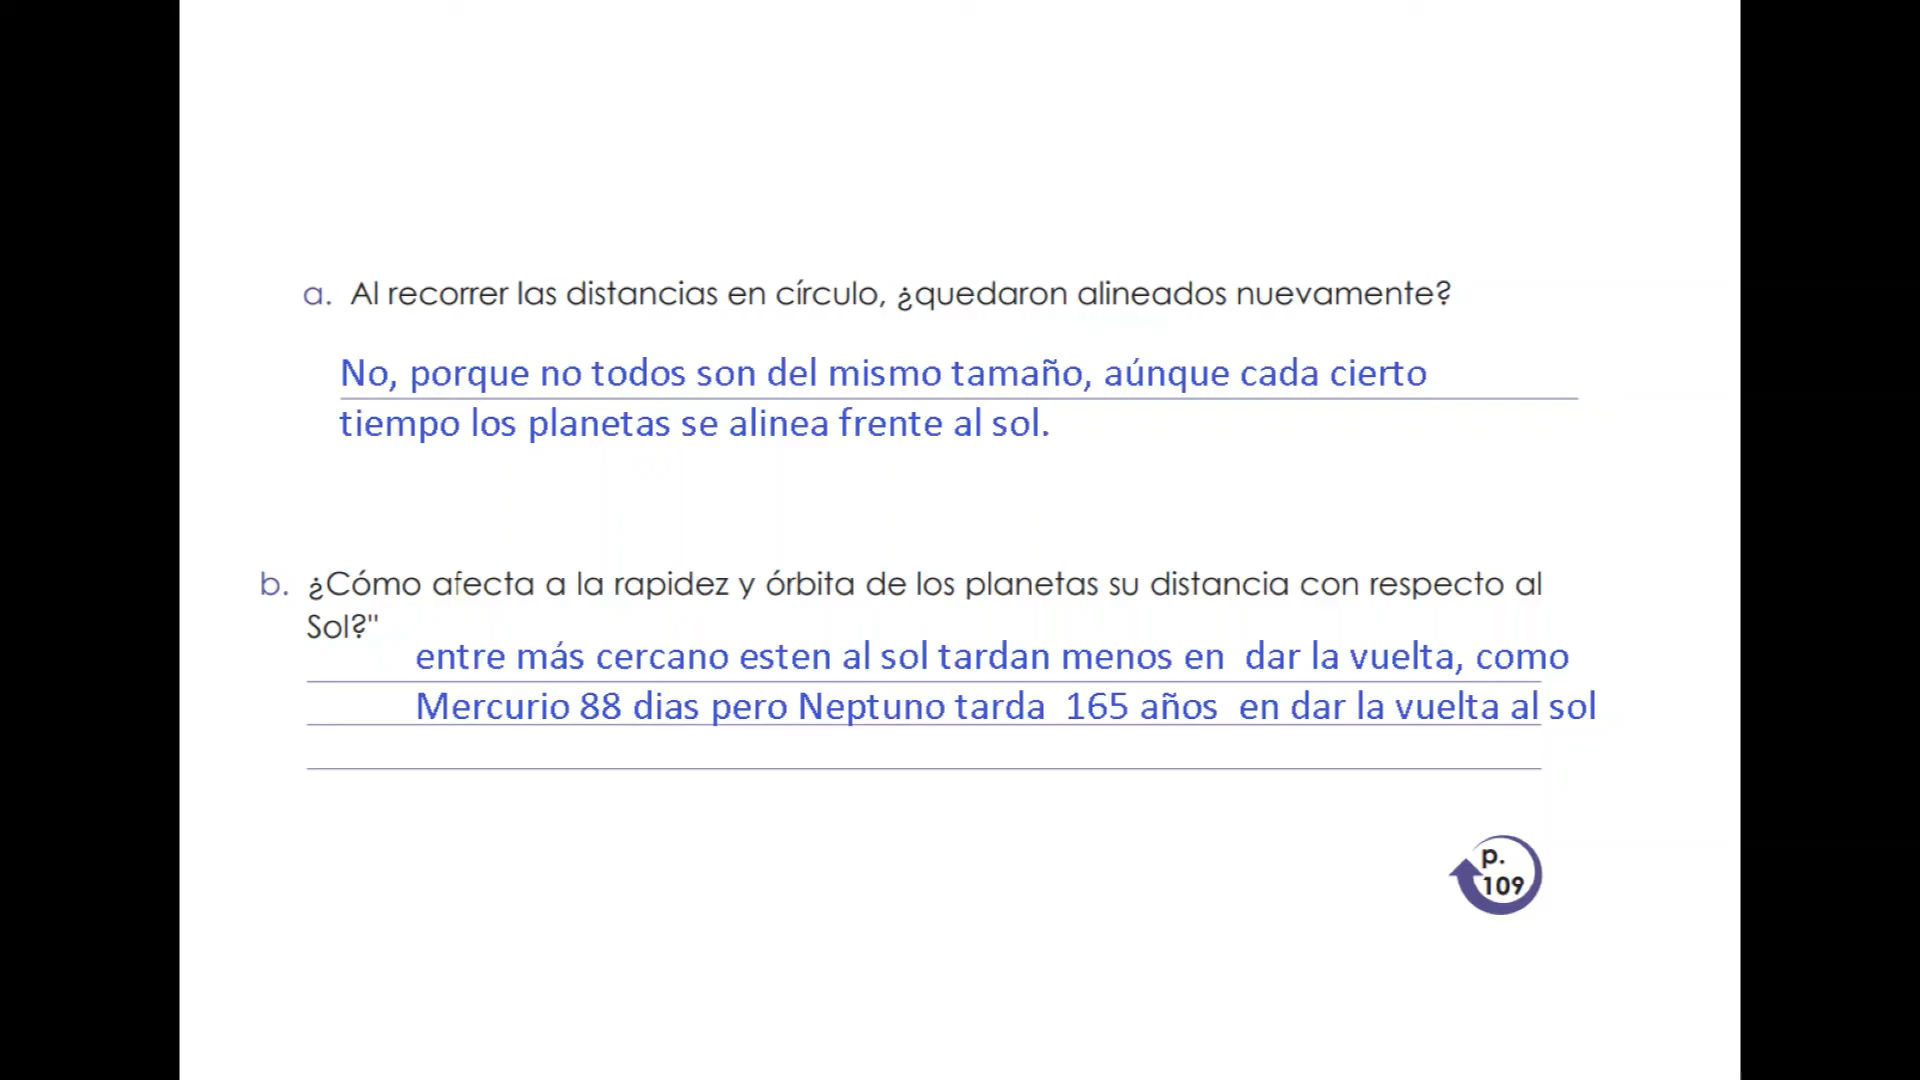 a. Al recorrer las distancias en círculo, ¿quedaron alineados nuevamente?
No, porque no todos son del mismo tamaño, aúnque cada cierto
tiempo los planetas se alinea frente al sol.
b. ¿Cómo afecta a la rapidez y órbita de los planetas su distancia con respecto al
Sol?"
entre más cercano esten al sol tardan menos en  dar la vuelta, como
Mercurio 88 dias pero Neptuno tarda  165 años  en dar la vuelta al sol
p.
109